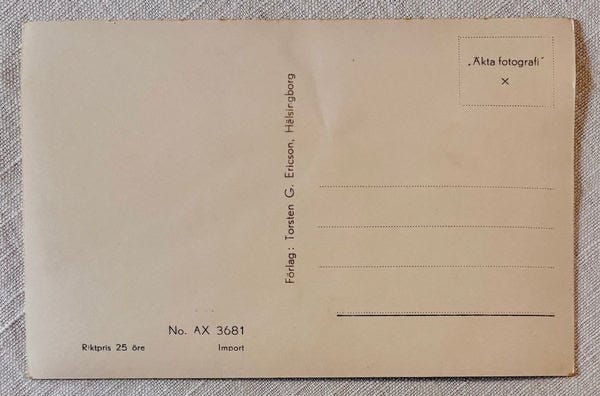 „Äkta fotografi"
×
Förlag: Torsten G. Ericson, Hälsingborg
No. AX 3681
Riktpris 25 öre
Import